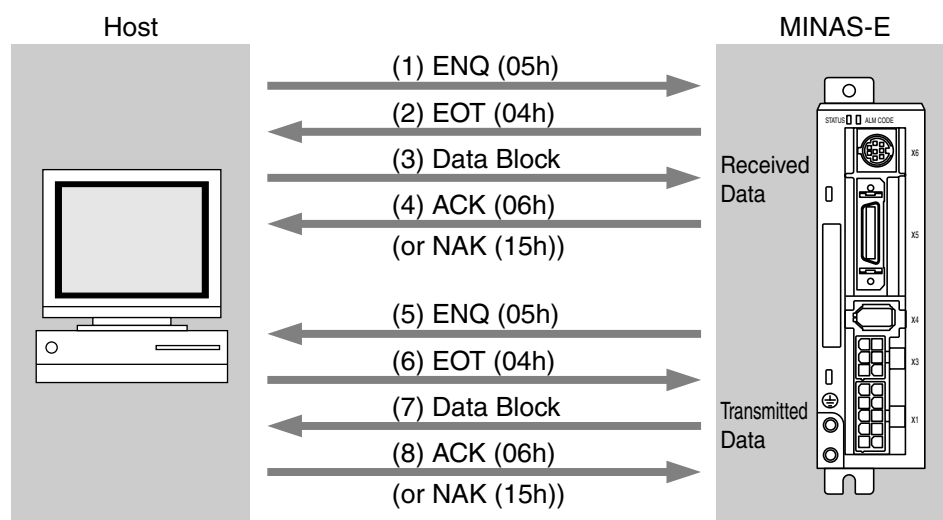 Host
MINAS-E
(1) ENQ (05h)
(2) EOT (04h)
(3) Data Block
(4) ACK (06h)
(or NAK (15h))
(5) ENQ (05h)
(6) EOT (04h)
(7) Data Block
(8) ACK (06h)
(or NAK (15h))
Received
Data
Transmitted
Data
STATUS ALM CODE
X6
X5
X4
X3
X1